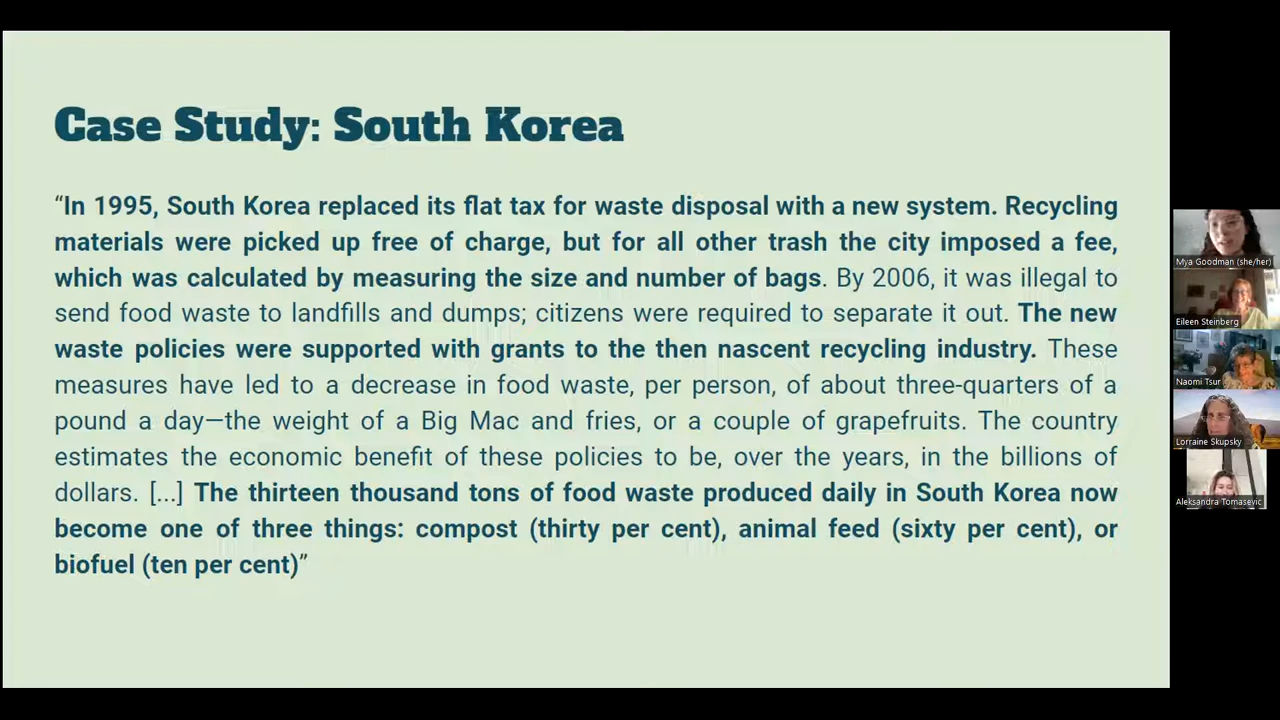 Case Study: South Korea
“In 1995, South Korea replaced its flat tax for waste disposal with a new system. Recycling
materials were picked up free of charge, but for all other trash the city imposed a fee,
which was calculated by measuring the size and number of bags. By 2006, it was illegal to
send food waste to landfills and dumps; citizens were required to separate it out. The new
waste policies were supported with grants to the then nascent recycling industry. These
measures have led to a decrease in food waste, per person, of about three-quarters of a
pound a day—the weight of a Big Mac and fries, or a couple of grapefruits. The country
estimates the economic benefit of these policies to be, over the years, in the billions of
dollars. [...] The thirteen thousand tons of food waste produced daily in South Korea now
become one of three things: compost (thirty per cent), animal feed (sixty per cent), or
biofuel (ten per cent)”
Mya Goodman (she/her)
Eileen Steinberg
Naomi Tsur
Lorraine Skupsky
Aleksandra Tomasevic